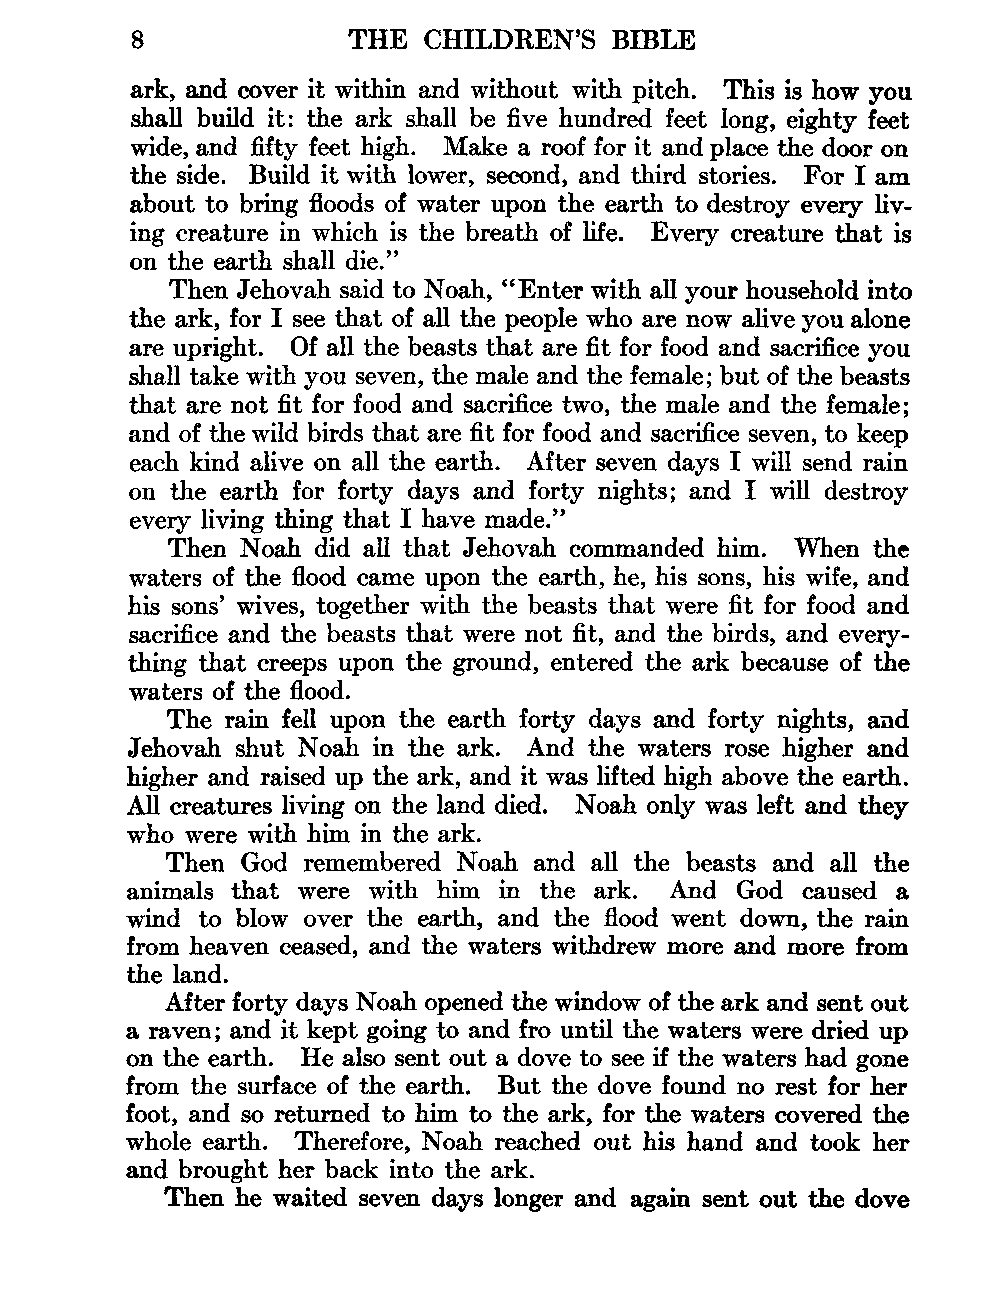 8 THE CHILDREN'S BIBLE
ark, and cover it within and without with pitch. This is how you
shall build it: the ark shall be five hundred feet long, eighty feet
wide, and fifty feet high. Make a roof for it and place the door on
the side. Build it with lower, second, and third stories. For I am
about to bring floods of water upon the earth to destroy every liv-
ing creature in which is the breath of life. Every creature that is
on the earth shall die.”
Then Jehovah said to Noah, “Enter with all your household into
the ark, for I see that of all the people who are now alive you alone
are upright. Of all the beasts that are fit for food and sacrifice you
shall take with you seven, the male and the female; but of the beasts
that are not fit for food and sacrifice two, the male and the female;
and of the wild birds that are fit for food and sacrifice seven, to keep
each kind alive on all the earth. After seven days I will send rain
on the earth for forty days and forty nights; and I will destroy
every living thing that I have made.”
Then Noah did all that Jehovah commanded him. When the
waters of the flood came upon the earth, he, his sons, his wife, and
his sons’ wives, together with the beasts that were fit for food and
sacrifice and the beasts that were not fit, and the birds, and every-
thing that creeps upon the ground, entered the ark because of the
waters of the flood.
The rain fell upon the earth forty days and forty nights, and
Jehovah shut Noah in the ark. And the waters rose higher and
higher and raised up the ark, and it was lifted high above the earth.
All creatures living on the land died. Noah only was left and they
who were with him in the ark.
Then God remembered Noah and all the beasts and all the
animals that were with him in the ark. And God caused a
wind to blow over the earth, and the flood went down, the rain
from heaven ceased, and the waters withdrew more and more from
the land.
After forty days Noah opened the window of the ark and sent out
a raven; and it kept going to and fro until the waters were dried up
on the earth. He also sent out a dove to see if the waters had gone
from the surface of the earth. But the dove found no rest for her
foot, and so returned to him to the ark, for the waters covered the
whole earth. Therefore, Noah reached out his hand and took her
and brought her back into the ark.
Then he waited seven days longer and again sent out the dove